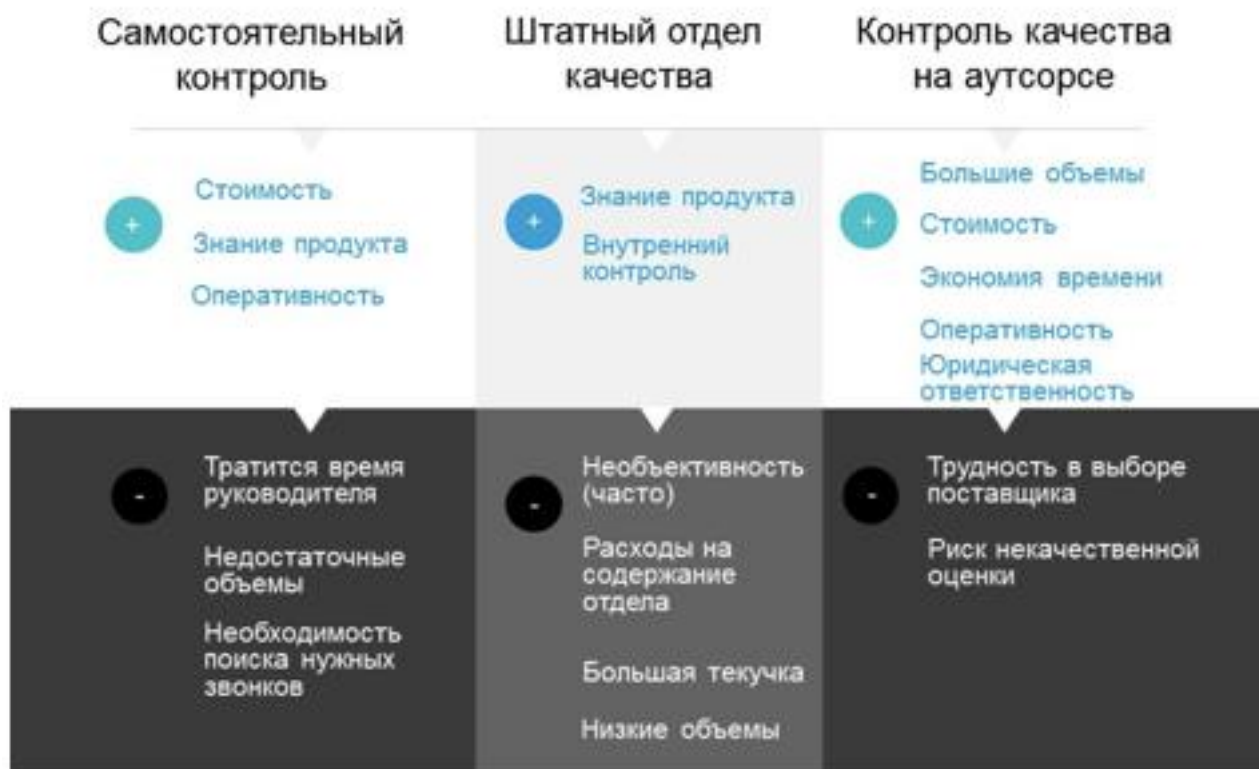 Самостоятельный
контроль
Штатный отдел
качества
Контроль качества
на аутсорсе
+
Стоимость
Знание продукта
Оперативность
+
Знание продукта
Внутренний
контроль
+
Большие объемы
Стоимость
Экономия времени
Оперативность
Юридическая
ответственность
-
Тратится время
руководителя
Недостаточные
объемы
Необходимость
поиска нужных
звонков
-
Необъективность
(часто)
Расходы на
содержание
отдела
Большая текучка
Низкие объемы
-
Трудность в выборе
поставщика
Риск некачественной
оценки